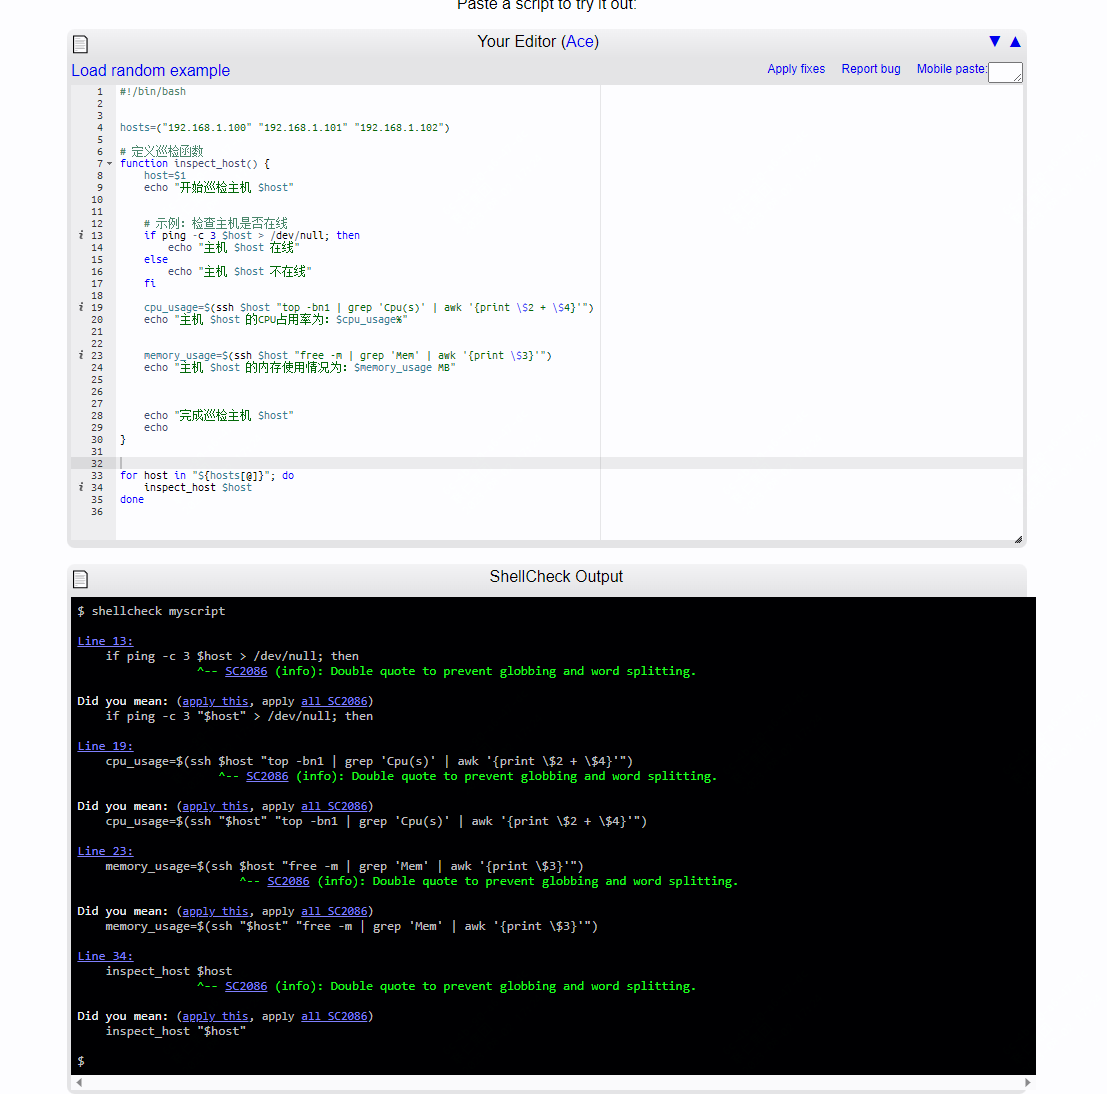 Paste a script to try it out:
Your Editor (Ace)
▼ ▲
Load random example
Apply fixes Report bug Mobile paste:
1 #!/bin/bash
2
3
4 hosts=("192.168.1.100" "192.168.1.101" "192.168.1.102")
5
6 # 定义巡检函数
7 function inspect_host() {
8     host=$1
9     echo "开始巡检主机 $host"
10
11
12     # 示例：检查主机是否在线
i 13     if ping -c 3 $host > /dev/null; then
14         echo "主机 $host 在线"
15     else
16         echo "主机 $host 不在线"
17     fi
18
i 19     cpu_usage=$(ssh $host "top -bn1 | grep 'Cpu(s)' | awk '{print \$2 + \$4}'")
20     echo "主机 $host 的CPU占用率为：$cpu_usage%"
21
22
i 23     memory_usage=$(ssh $host "free -m | grep 'Mem' | awk '{print \$3}'")
24     echo "主机 $host 的内存使用情况为：$memory_usage MB"
25
26
27
28     echo "完成巡检主机 $host"
29     echo
30 }
31
32
33 for host in "${hosts[@]}"; do
i 34     inspect_host $host
35 done
36
ShellCheck Output
$ shellcheck myscript
Line 13:
    if ping -c 3 $host > /dev/null; then
                 ^-- SC2086 (info): Double quote to prevent globbing and word splitting.
Did you mean: (apply this, apply all SC2086)
    if ping -c 3 "$host" > /dev/null; then
Line 19:
    cpu_usage=$(ssh $host "top -bn1 | grep 'Cpu(s)' | awk '{print \$2 + \$4}'")
                    ^-- SC2086 (info): Double quote to prevent globbing and word splitting.
Did you mean: (apply this, apply all SC2086)
    cpu_usage=$(ssh "$host" "top -bn1 | grep 'Cpu(s)' | awk '{print \$2 + \$4}'")
Line 23:
    memory_usage=$(ssh $host "free -m | grep 'Mem' | awk '{print \$3}'")
                       ^-- SC2086 (info): Double quote to prevent globbing and word splitting.
Did you mean: (apply this, apply all SC2086)
    memory_usage=$(ssh "$host" "free -m | grep 'Mem' | awk '{print \$3}'")
Line 34:
    inspect_host $host
                 ^-- SC2086 (info): Double quote to prevent globbing and word splitting.
Did you mean: (apply this, apply all SC2086)
    inspect_host "$host"
$